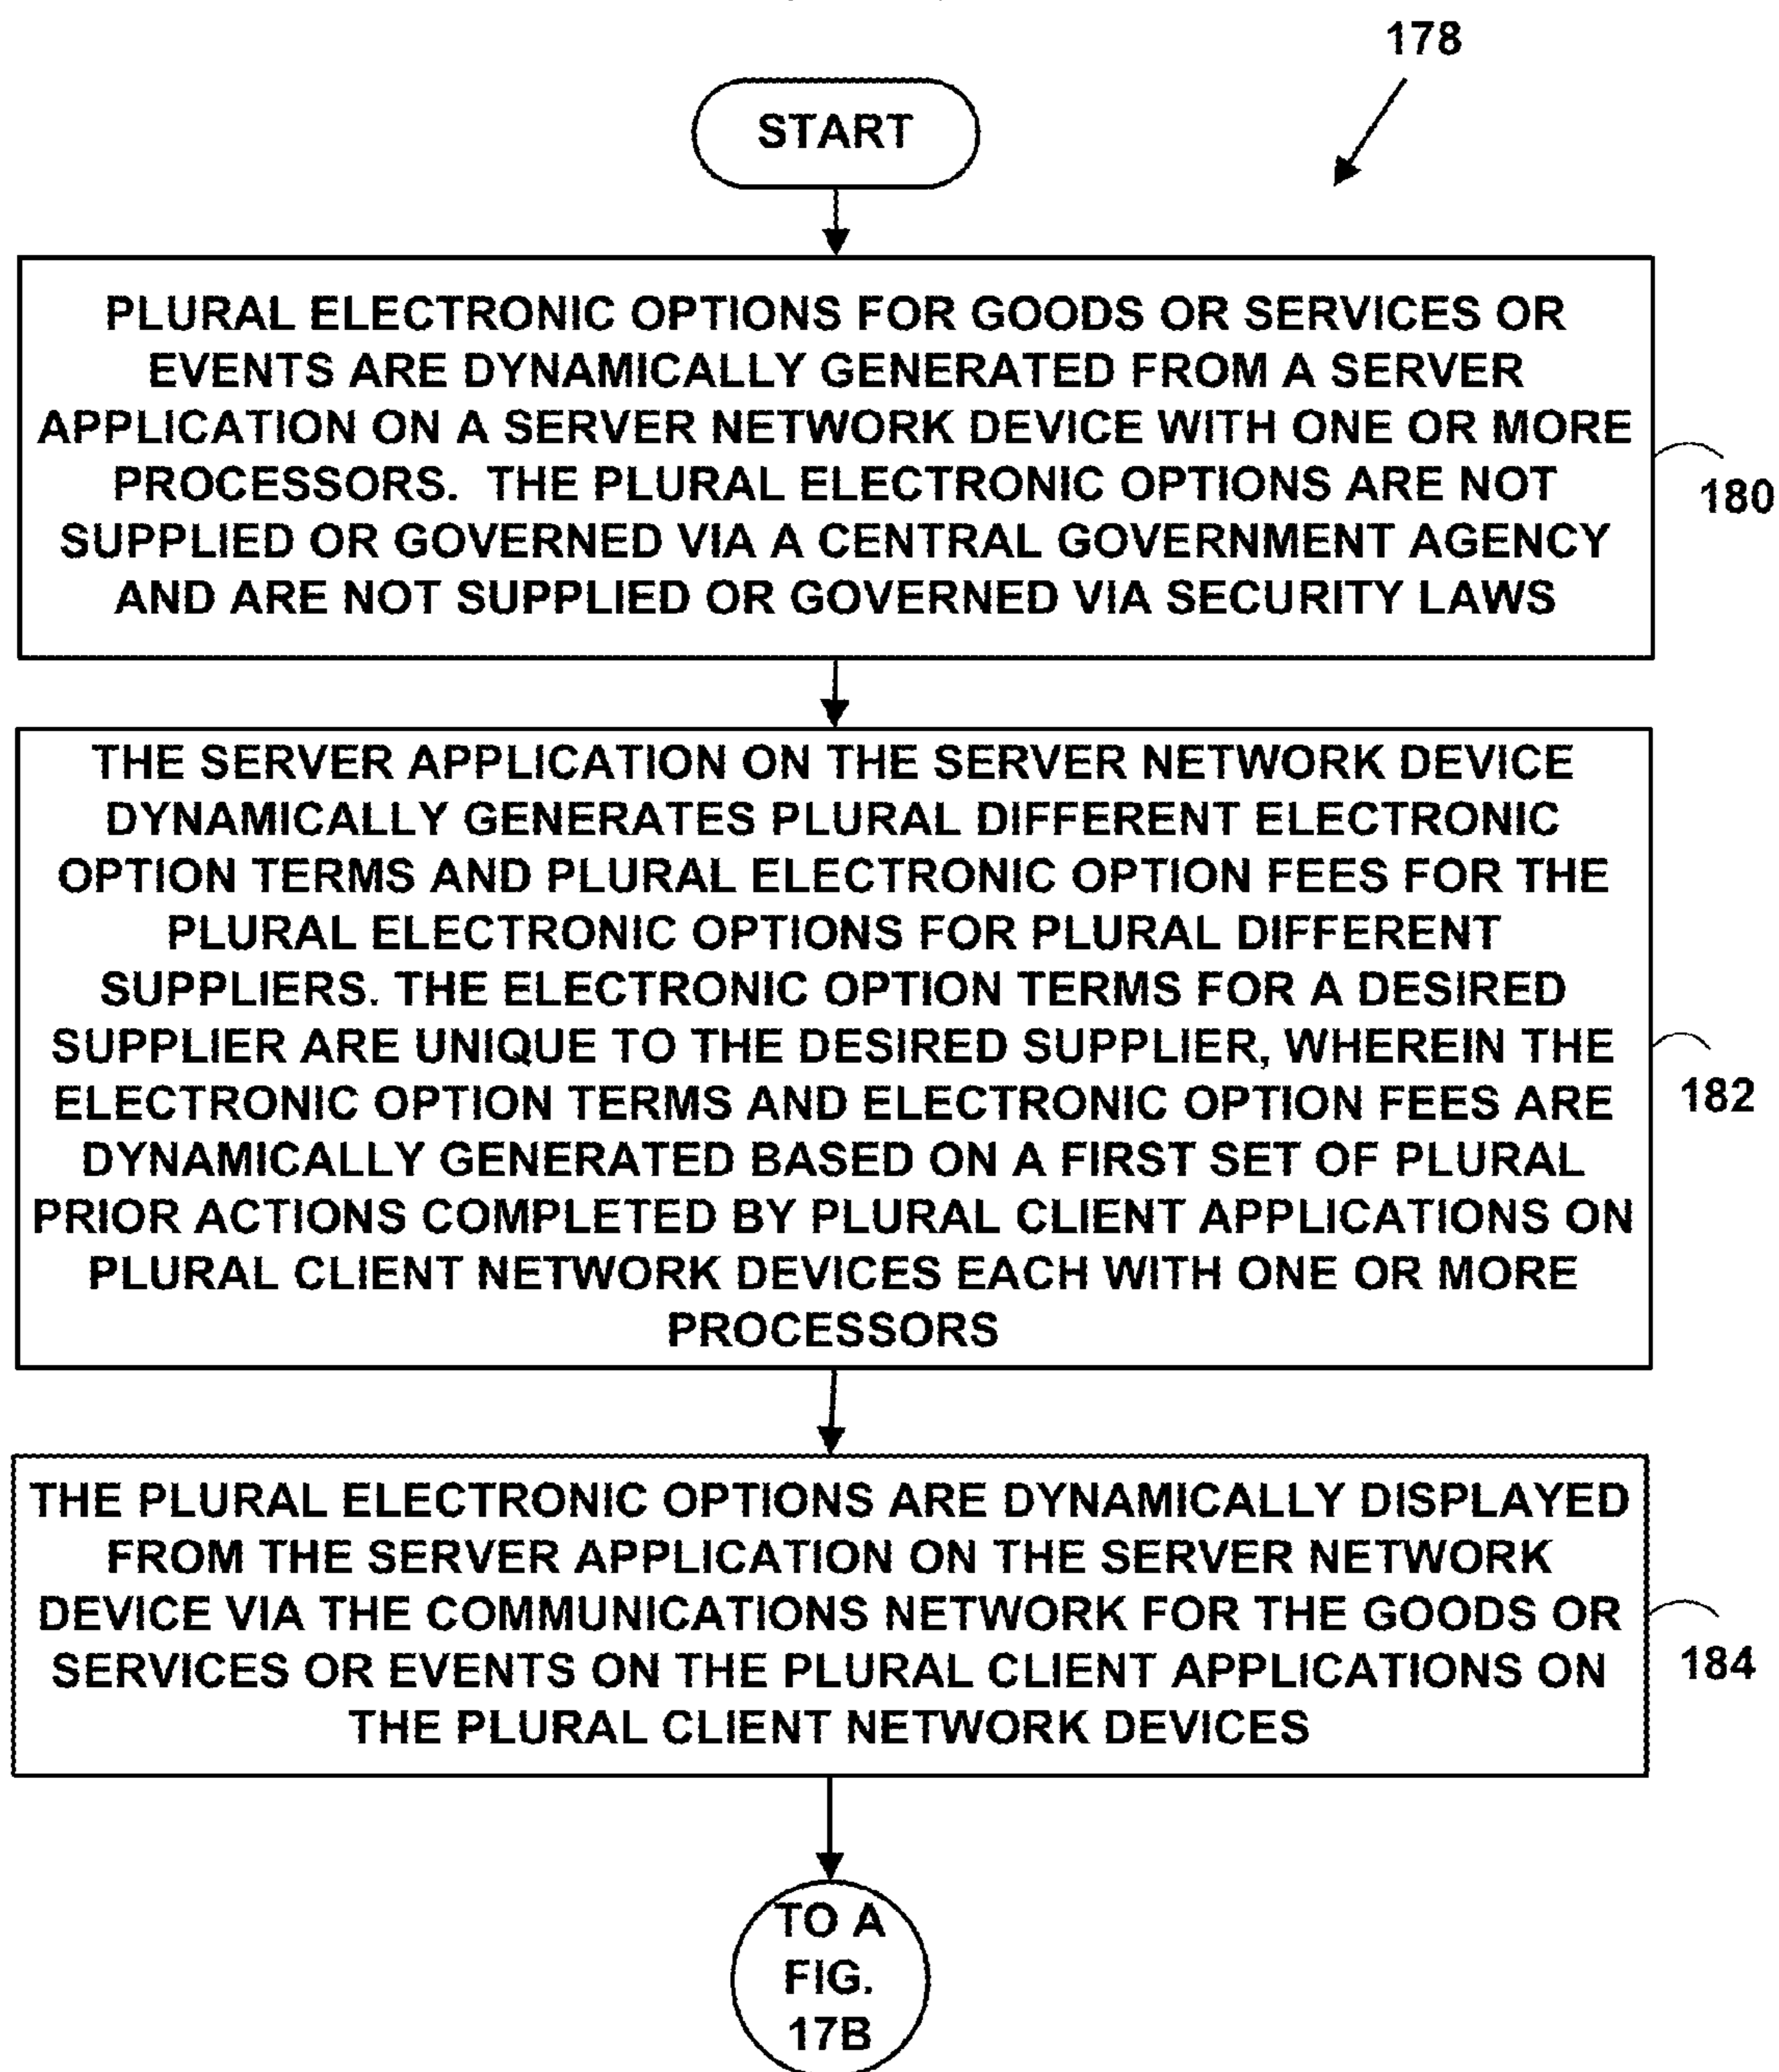 178
START
PLURAL ELECTRONIC OPTIONS FOR GOODS OR SERVICES OR
EVENTS ARE DYNAMICALLY GENERATED FROM A SERVER
APPLICATION ON A SERVER NETWORK DEVICE WITH ONE OR MORE
PROCESSORS.  THE PLURAL ELECTRONIC OPTIONS ARE NOT
SUPPLIED OR GOVERNED VIA A CENTRAL GOVERNMENT AGENCY
AND ARE NOT SUPPLIED OR GOVERNED VIA SECURITY LAWS
180
THE SERVER APPLICATION ON THE SERVER NETWORK DEVICE
DYNAMICALLY GENERATES PLURAL DIFFERENT ELECTRONIC
OPTION TERMS AND PLURAL ELECTRONIC OPTION FEES FOR THE
PLURAL ELECTRONIC OPTIONS FOR PLURAL DIFFERENT
SUPPLIERS. THE ELECTRONIC OPTION TERMS FOR A DESIRED
SUPPLIER ARE UNIQUE TO THE DESIRED SUPPLIER, WHEREIN THE
ELECTRONIC OPTION TERMS AND ELECTRONIC OPTION FEES ARE
DYNAMICALLY GENERATED BASED ON A FIRST SET OF PLURAL
PRIOR ACTIONS COMPLETED BY PLURAL CLIENT APPLICATIONS ON
PLURAL CLIENT NETWORK DEVICES EACH WITH ONE OR MORE
PROCESSORS
182
THE PLURAL ELECTRONIC OPTIONS ARE DYNAMICALLY DISPLAYED
FROM THE SERVER APPLICATION ON THE SERVER NETWORK
DEVICE VIA THE COMMUNICATIONS NETWORK FOR THE GOODS OR
SERVICES OR EVENTS ON THE PLURAL CLIENT APPLICATIONS ON
THE PLURAL CLIENT NETWORK DEVICES
184
TO A
FIG.
17B